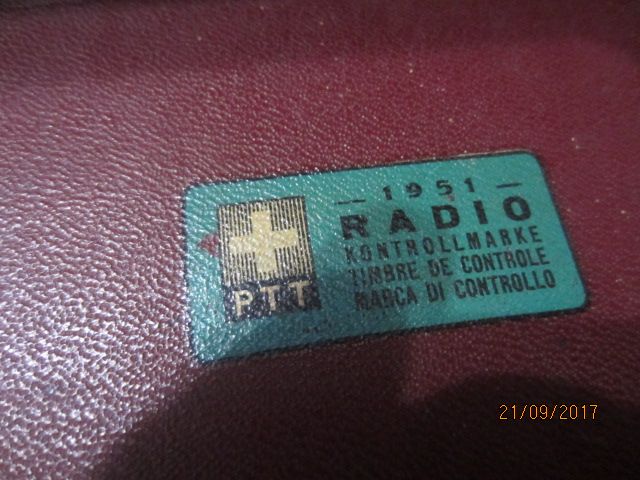 — 1951 —
RADIO
KONTROLLMARKE
TIMBRE DE CONTROLE
MARCA DI CONTROLLO
PTT
21/09/2017